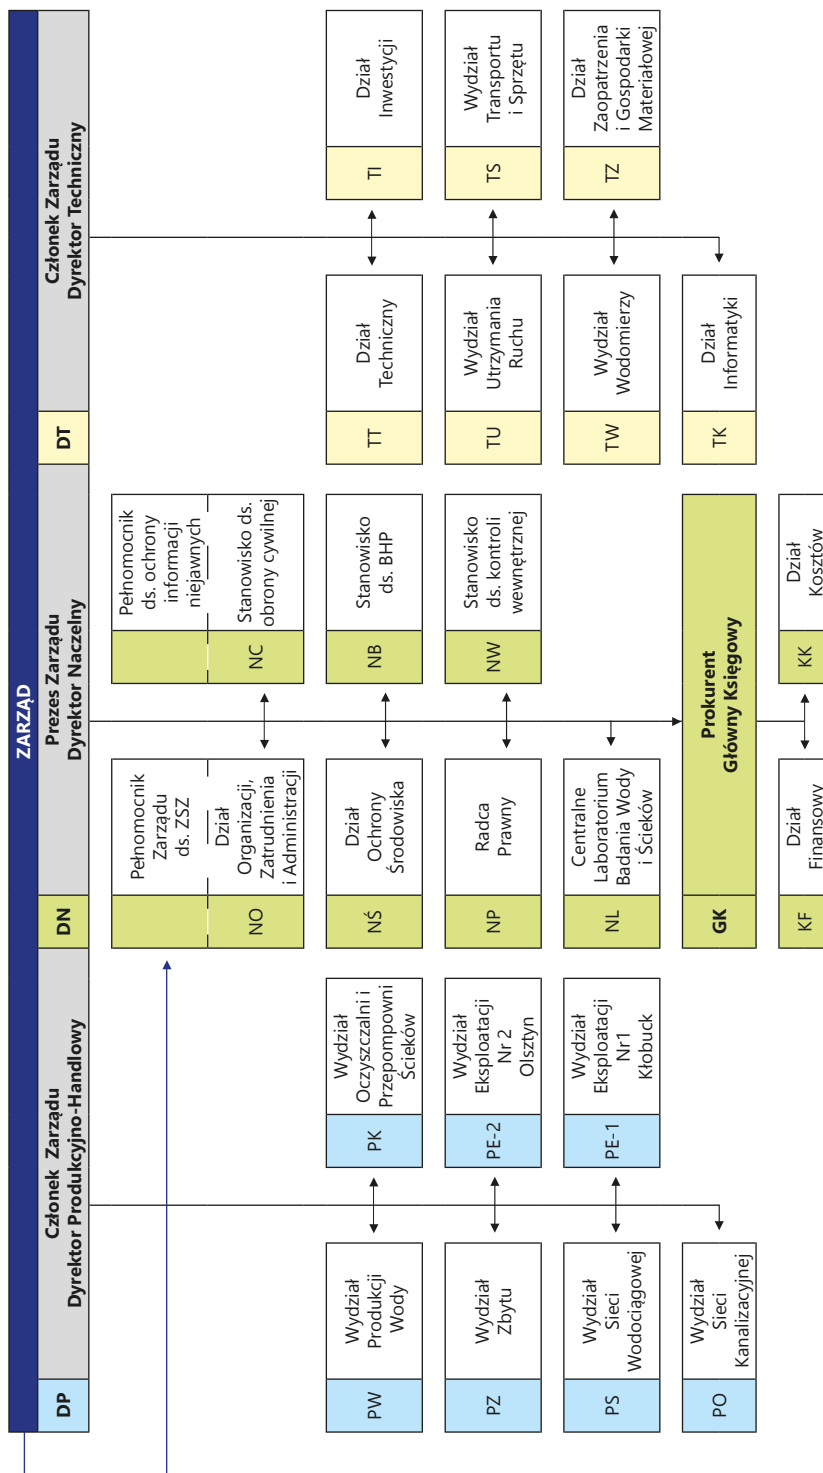 ZARZĄD
DP
Członek Zarządu
Dyrektor Produkcyjno-Handlowy
DN
Prezes Zarządu
Dyrektor Naczelny
DT
Członek Zarządu
Dyrektor Techniczny
PW
Wydział
Produkcji
Wody
PK
Wydział
Oczyszczalni i
Przepompowni
Ścieków
PZ
Wydział
Zbytu
PE-2
Wydział
Eksploatacji
Nr 2
Olsztyn
PS
Wydział
Sieci
Wodociągowej
PE-1
Wydział
Eksploatacji
Nr1
Kłobuck
PO
Wydział
Sieci
Kanalizacyjnej
Pełnomocnik
Zarządu
ds. ZSZ
Pełnomocnik
ds. ochrony
informacji
niejawnych
NO
Dział
Organizacji,
Zatrudnienia
i Administracji
NC
Stanowisko ds.
obrony cywilnej
NŚ
Dział
Ochrony
Środowiska
NB
Stanowisko
ds. BHP
NP
Radca
Prawny
NW
Stanowisko
ds. kontroli
wewnętrznej
NL
Centralne
Laboratorium
Badania Wody
i Ścieków
GK
Prokurent
Główny Księgowy
KF
Dział
Finansowy
KK
Dział
Kosztów
TT
Dział
Techniczny
TI
Dział
Inwestycji
TU
Wydział
Utrzymania
Ruchu
TS
Wydział
Transportu
i Sprzętu
TW
Wydział
Wodomierzy
TZ
Dział
Zaopatrzenia
i Gospodarki
Materiałowej
TK
Dział
Informatyki